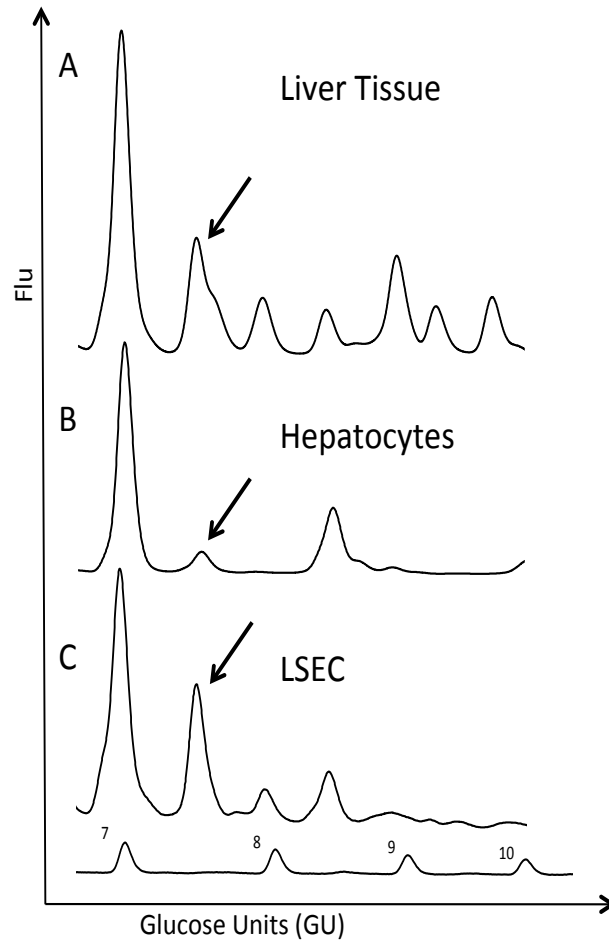 A
Liver Tissue
Flu
B
Hepatocytes
C
LSEC
7
8
9
10
Glucose Units (GU)